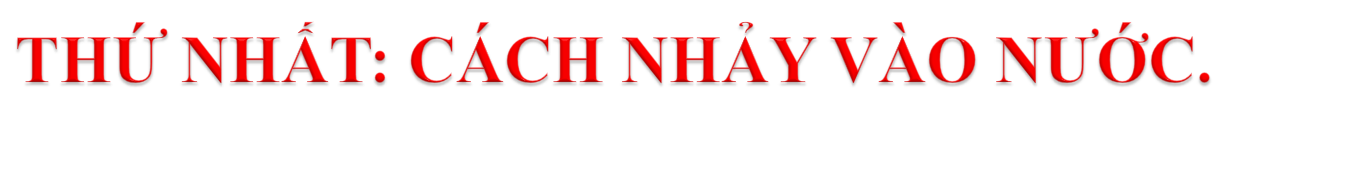 THỨ NHẤT: CÁCH NHẢY VÀO NƯỚC.